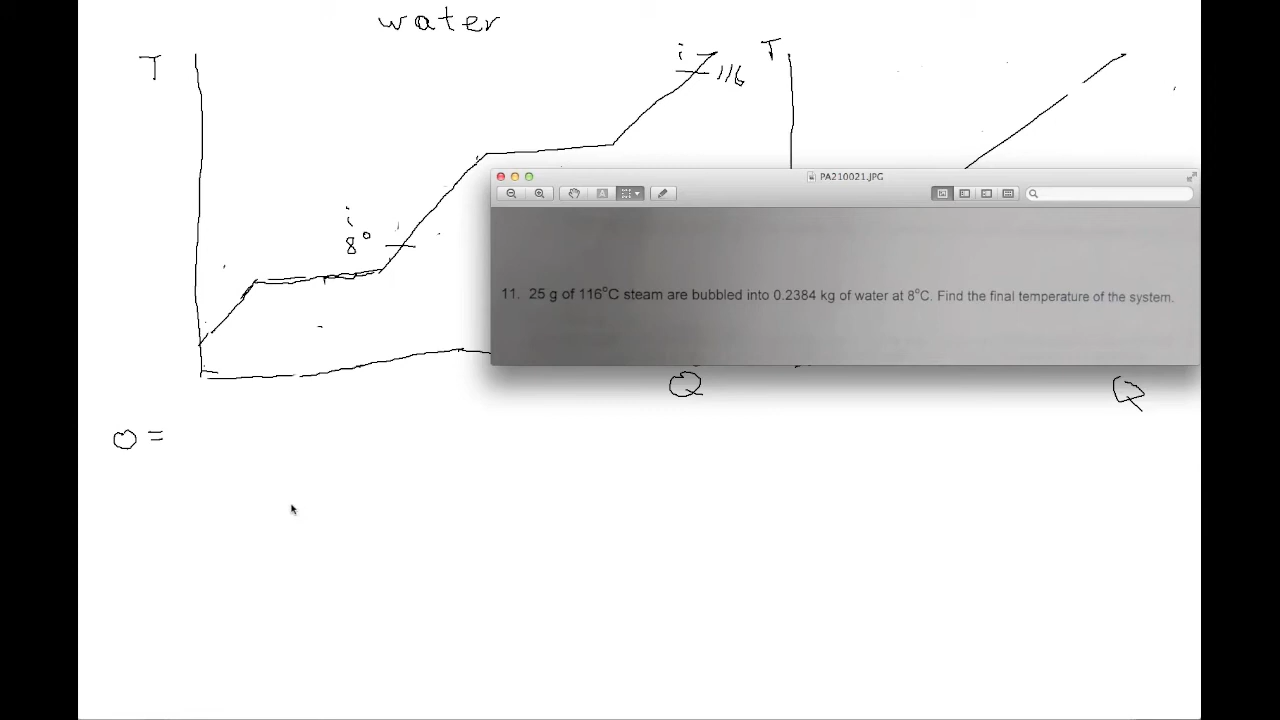 water
T
i
116
T
PA210021.JPG
i
8°
11. 25 g of 116°C steam are bubbled into 0.2384 kg of water at 8°C. Find the final temperature of the system.
Q
Q
0 =